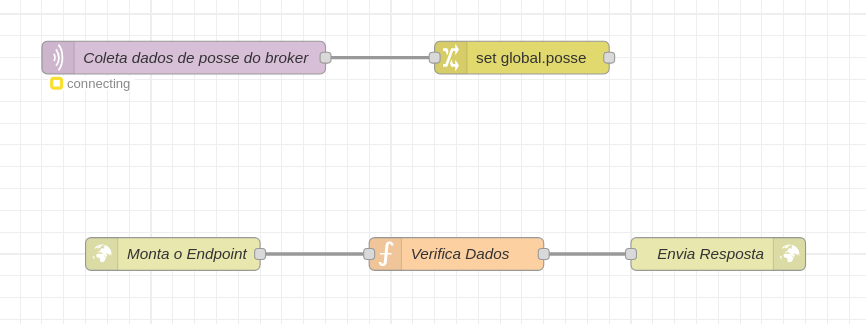 Coleta dados de posse do broker
set global.posse
connecting
Monta o Endpoint
Verifica Dados
Envia Resposta